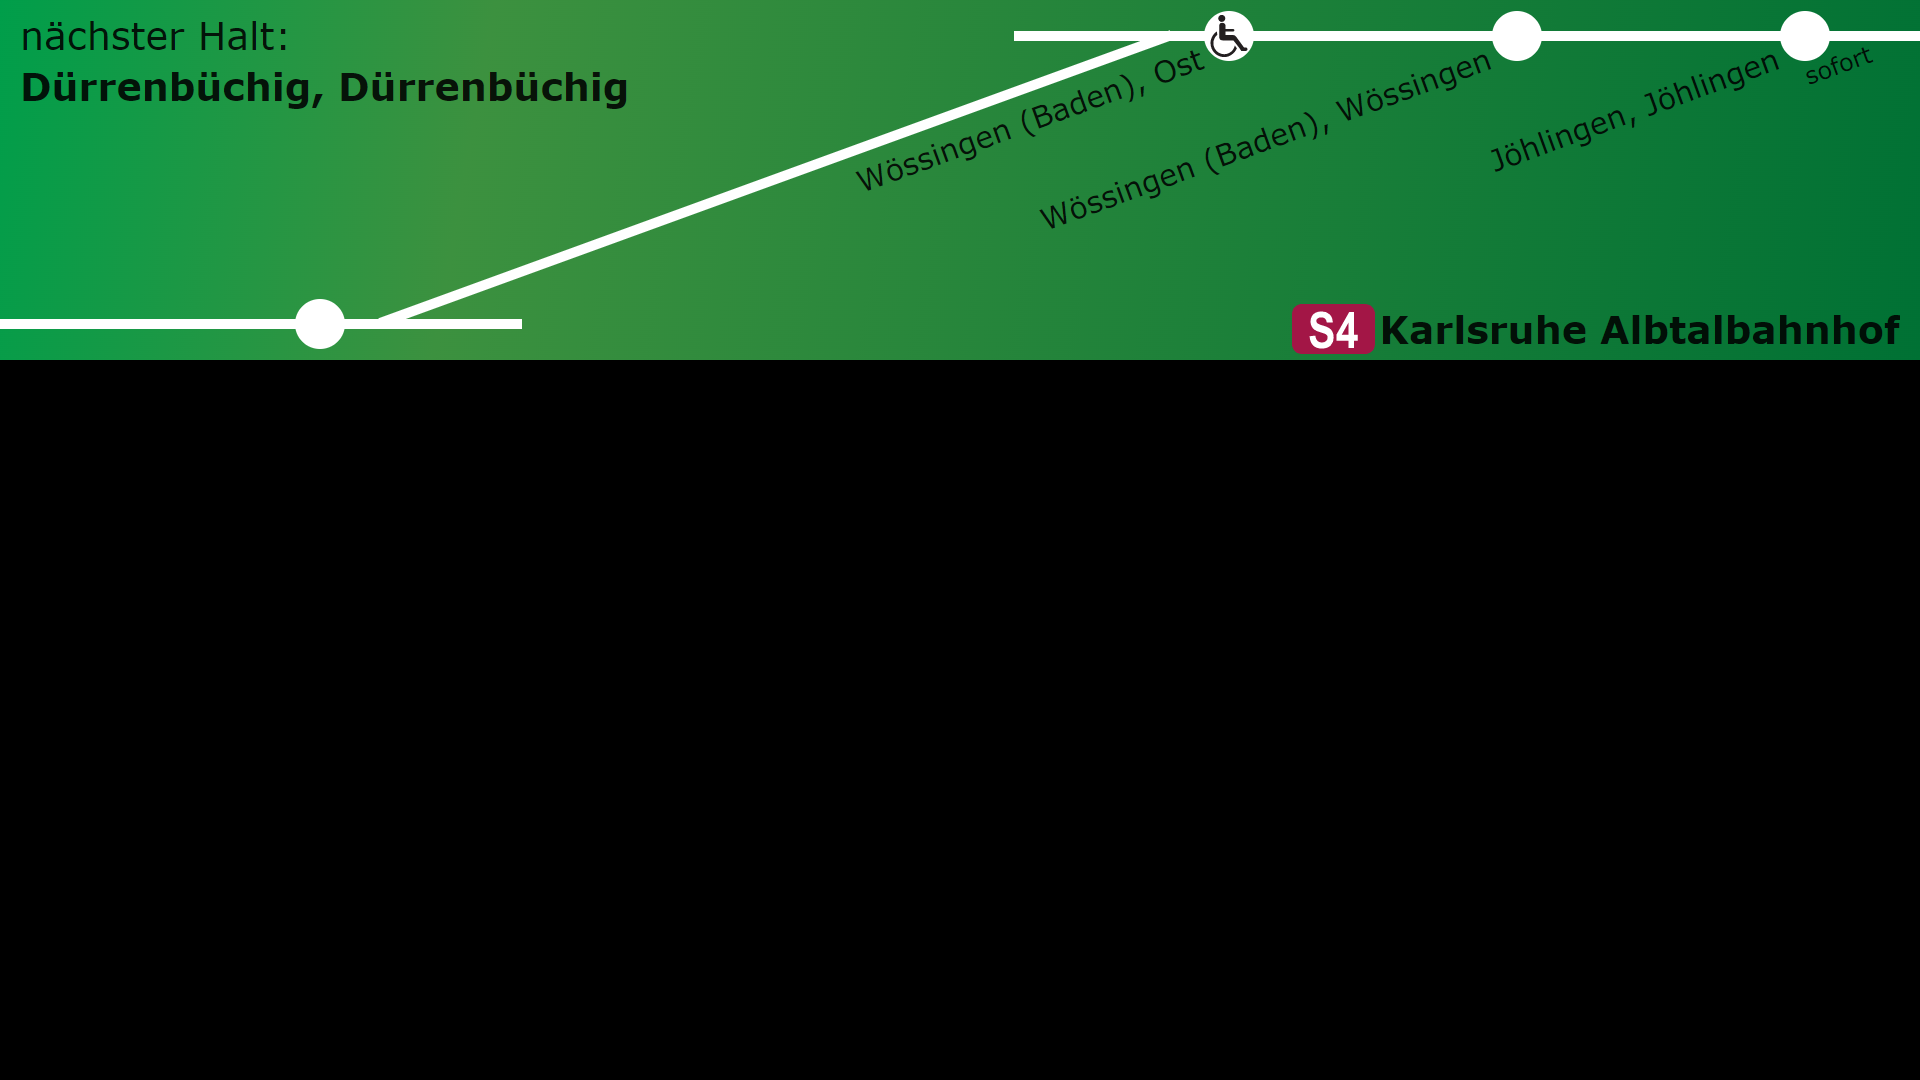 nächster Halt:
Dürrenbüchig, Dürrenbüchig
Wössingen (Baden), Ost
Wössingen (Baden), Wössingen
Jöhlingen, Jöhlingen
sofort
S4 Karlsruhe Albtalbahnhof